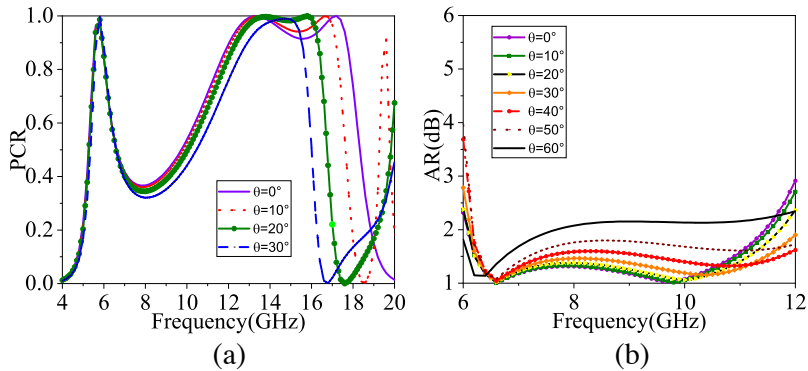 1.0
0.8
0.6
0.4
0.2
0.0
PCR
θ=0°
θ=10°
θ=20°
θ=30°
4 6 8 10 12 14 16 18 20
Frequency(GHz)
(a)
6
5
4
3
2
1
AR(dB)
θ=0°
θ=10°
θ=20°
θ=30°
θ=40°
θ=50°
θ=60°
6 8 10 12
Frequency(GHz)
(b)